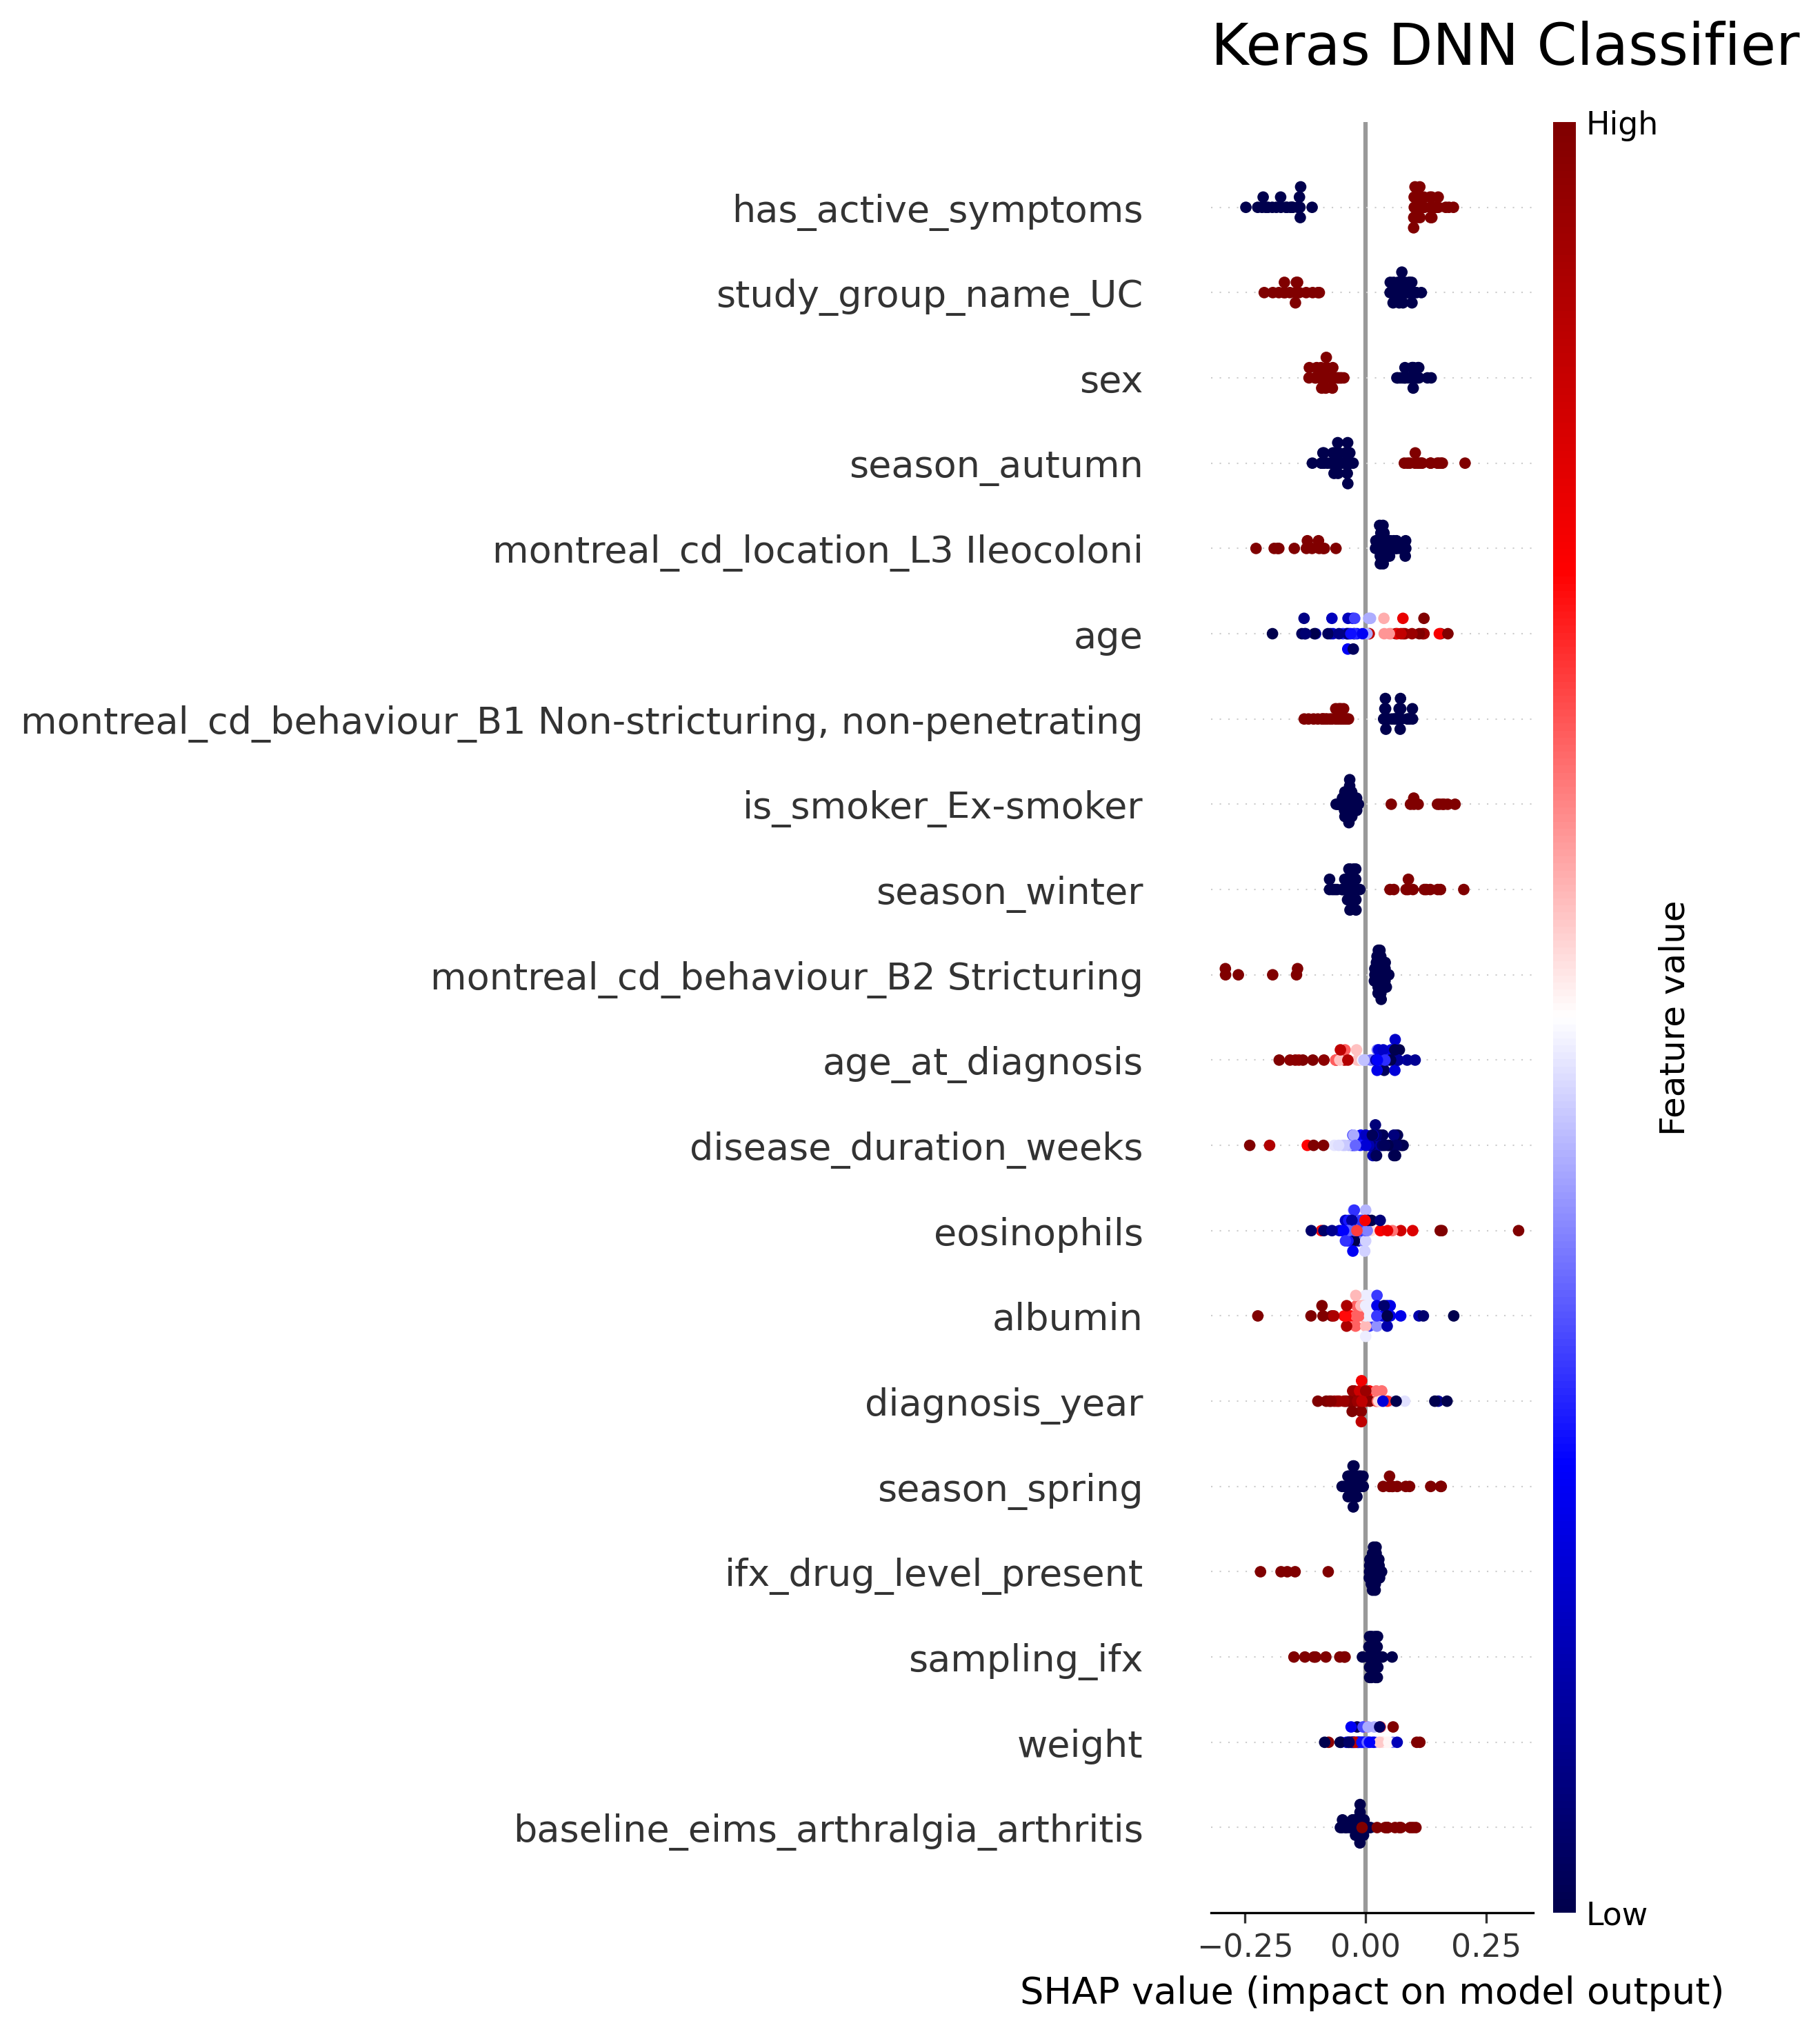 Keras DNN Classifier
High
has_active_symptoms
study_group_name_UC
sex
season_autumn
montreal_cd_location_L3 Ileocoloni
age
montreal_cd_behaviour_B1 Non-stricturing, non-penetrating
is_smoker_Ex-smoker
season_winter
montreal_cd_behaviour_B2 Stricturing
age_at_diagnosis
disease_duration_weeks
eosinophils
albumin
diagnosis_year
season_spring
ifx_drug_level_present
sampling_ifx
weight
baseline_eims_arthralgia_arthritis
Feature value
Low
−0.25 0.00 0.25
SHAP value (impact on model output)